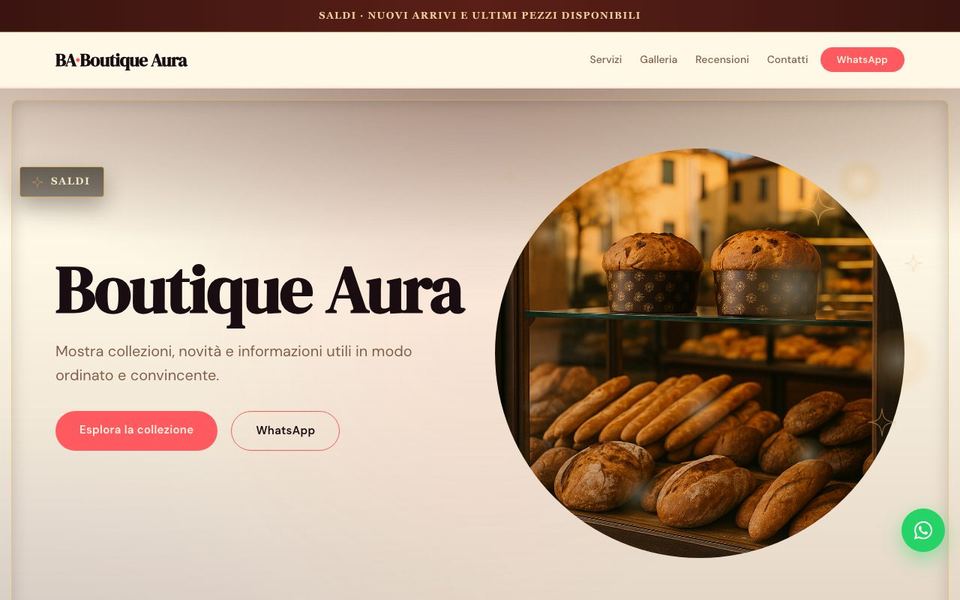 SALDI · NUOVI ARRIVI E ULTIMI PEZZI DISPONIBILI
BA•Boutique Aura
Servizi Galleria Recensioni Contatti WhatsApp
SALDI
Boutique Aura
Mostra collezioni, novità e informazioni utili in modo
ordinato e convincente.
Esplora la collezione WhatsApp